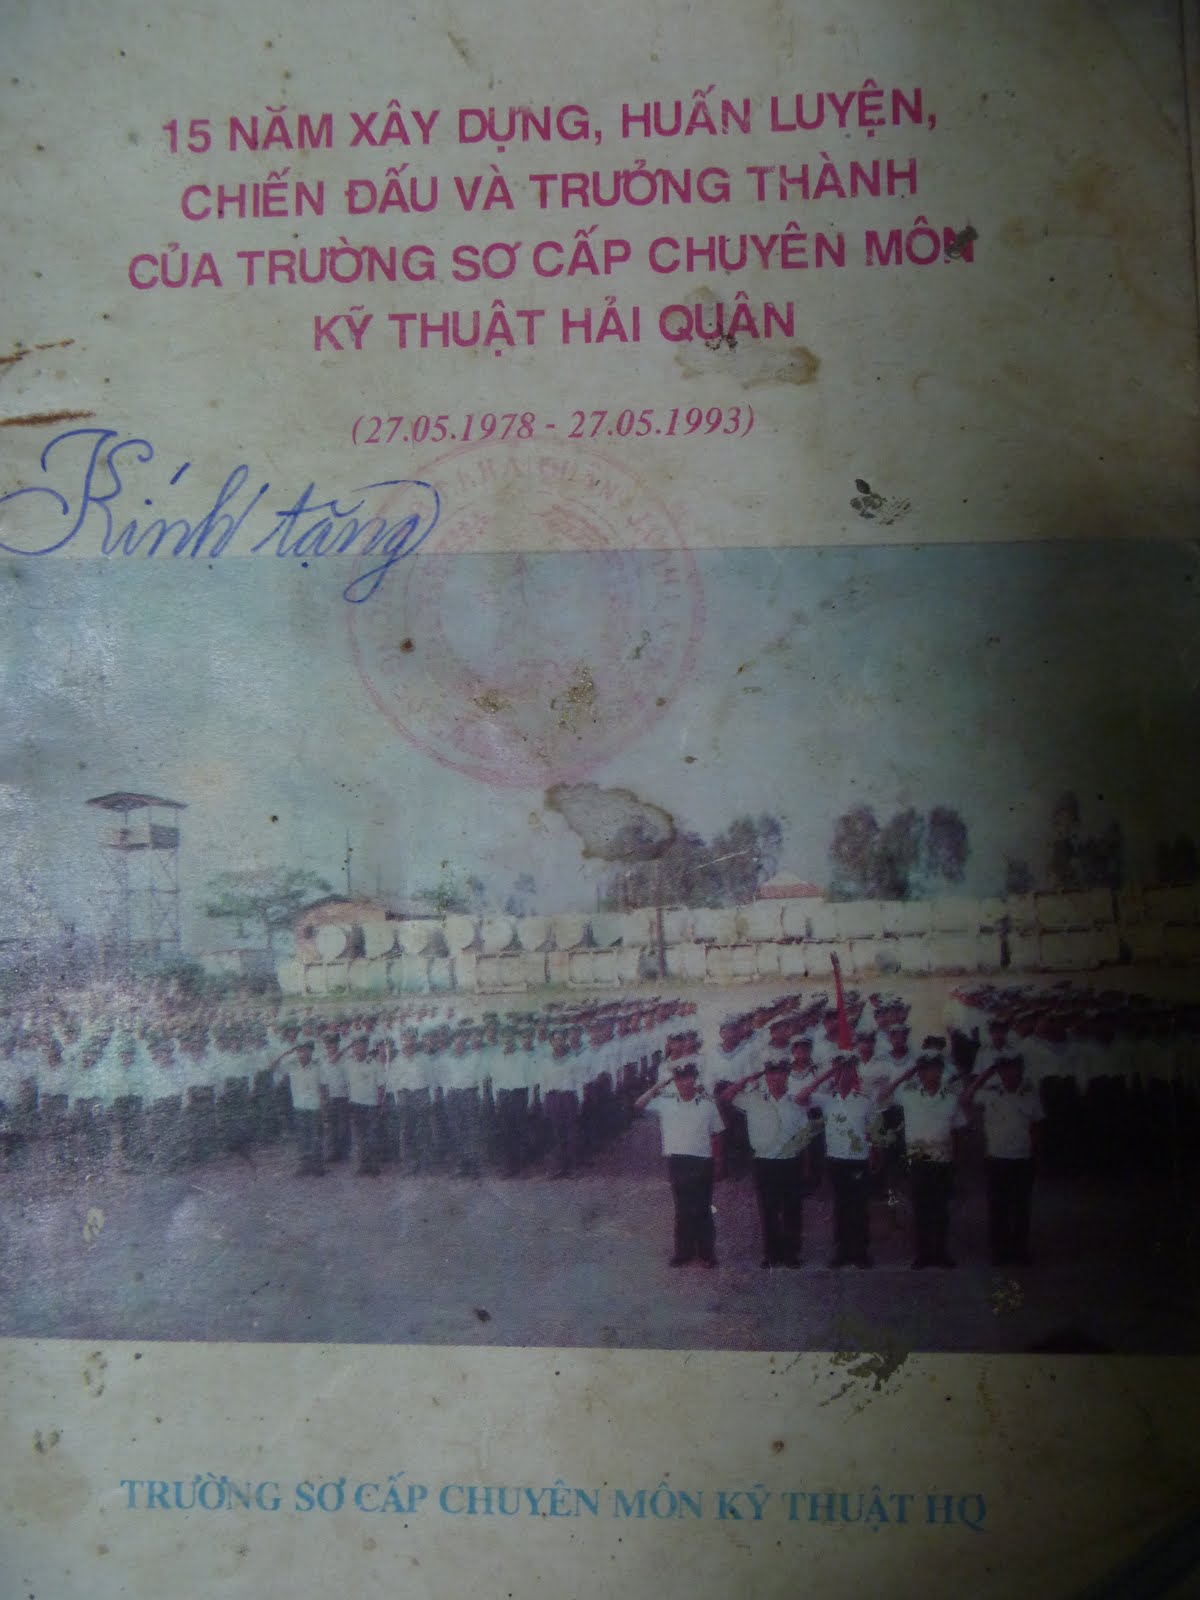 15 NĂM XÂY DỰNG, HUẤN LUYỆN,
CHIẾN ĐẤU VÀ TRƯỞNG THÀNH
CỦA TRƯỜNG SƠ CẤP CHUYÊN MÔN
KỸ THUẬT HẢI QUÂN
(27.05.1978 - 27.05.1993)
Kính tặng
TRƯỜNG SƠ CẤP CHUYÊN MÔN KỸ THUẬT HQ